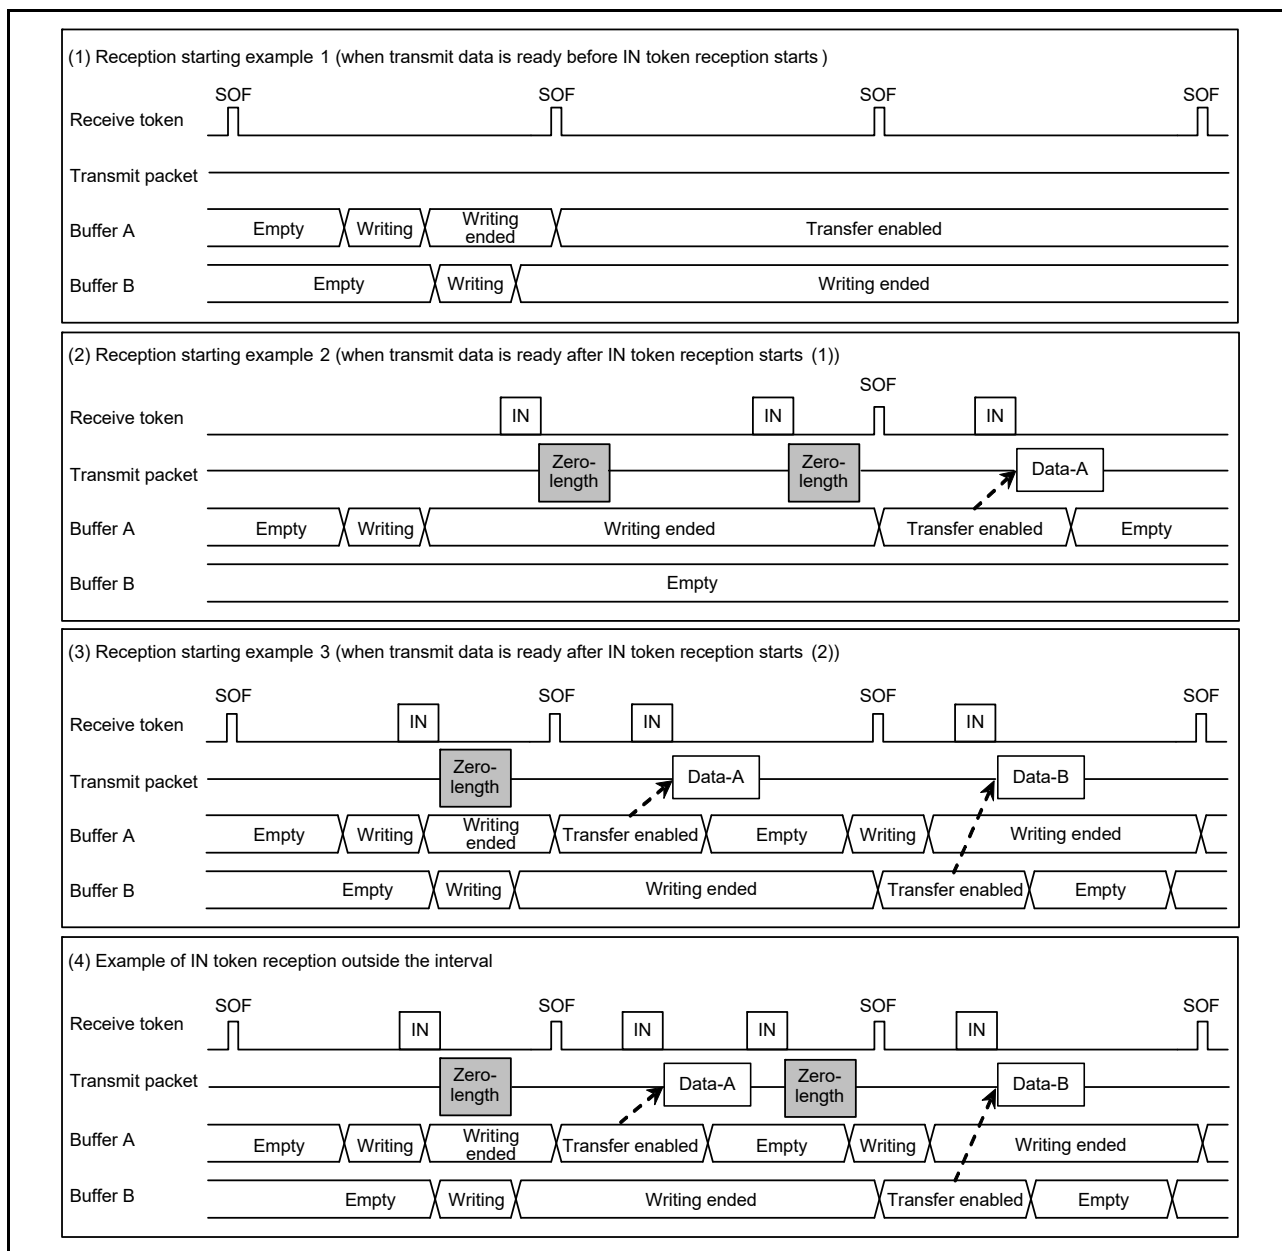 (1) Reception starting example 1 (when transmit data is ready before IN token reception starts)
SOF SOF SOF SOF
Receive token
Transmit packet
Buffer A Empty Writing Writing ended Transfer enabled
Buffer B Empty Writing Writing ended
(2) Reception starting example 2 (when transmit data is ready after IN token reception starts (1))
SOF
Receive token IN IN IN
Transmit packet Zero-length Zero-length Data-A
Buffer A Empty Writing Writing ended Transfer enabled Empty
Buffer B Empty
(3) Reception starting example 3 (when transmit data is ready after IN token reception starts (2))
SOF SOF SOF SOF
Receive token IN IN IN
Transmit packet Zero-length Data-A Data-B
Buffer A Empty Writing Writing ended Transfer enabled Empty Writing Writing ended
Buffer B Empty Writing Writing ended Transfer enabled Empty
(4) Example of IN token reception outside the interval
SOF SOF SOF SOF
Receive token IN IN IN IN
Transmit packet Zero-length Data-A Zero-length Data-B
Buffer A Empty Writing Writing ended Transfer enabled Empty Writing Writing ended
Buffer B Empty Writing Writing ended Transfer enabled Empty